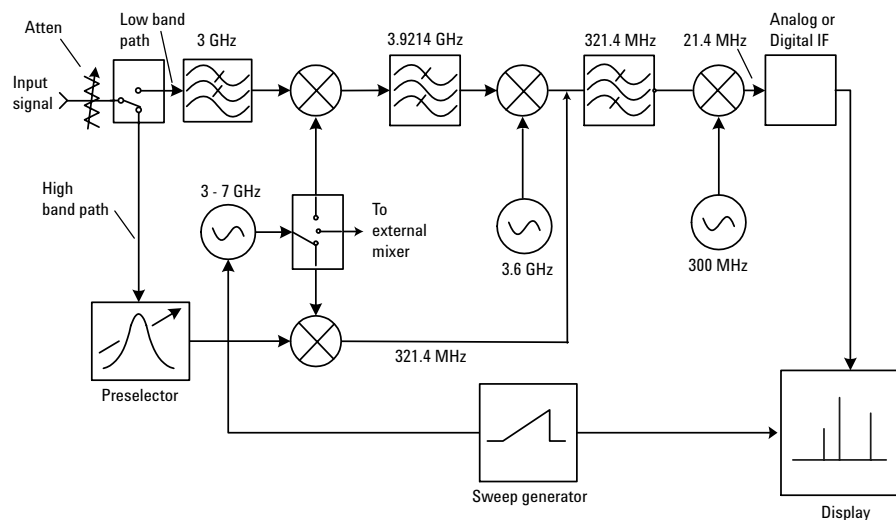 Atten
Low band
path
3 GHz
3.9214 GHz
321.4 MHz
21.4 MHz
Analog or
Digital IF
Input
signal
High
band path
3 - 7 GHz
To
external
mixer
3.6 GHz
300 MHz
Preselector
321.4 MHz
Sweep generator
Display